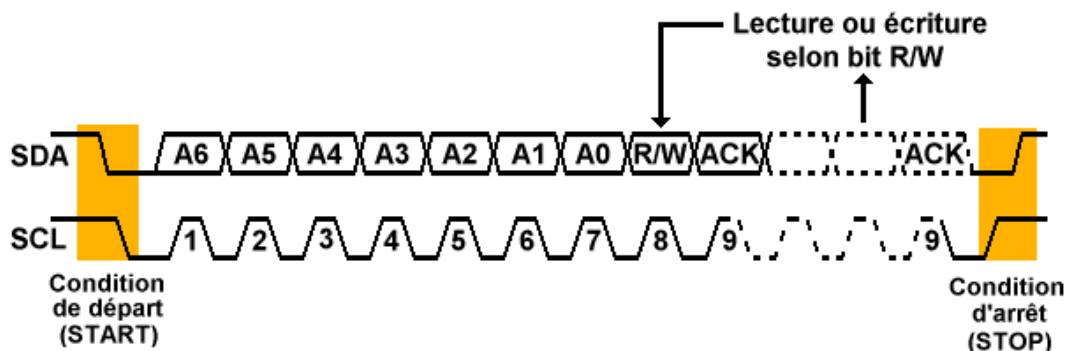 Lecture ou écriture
selon bit R/W
SDA A6 A5 A4 A3 A2 A1 A0 R/W ACK ACK
SCL 1 2 3 4 5 6 7 8 9 9
Condition
de départ
(START)
Condition
d'arrêt
(STOP)